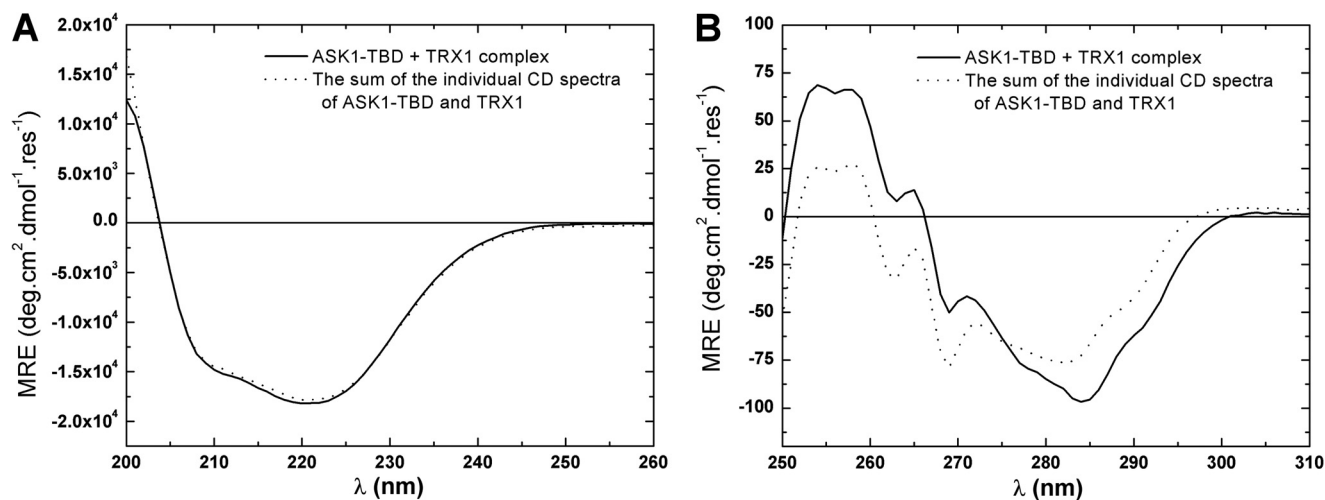 A
ASK1-TBD + TRX1 complex
The sum of the individual CD spectra
of ASK1-TBD and TRX1
MRE (deg.cm².dmol⁻¹.res⁻¹)
2.0x10⁴
1.5x10⁴
1.0x10⁴
5.0x10³
0.0
-5.0x10³
-1.0x10⁴
-1.5x10⁴
-2.0x10⁴
200 210 220 230 240 250 260
λ (nm)
B
ASK1-TBD + TRX1 complex
The sum of the individual CD spectra
of ASK1-TBD and TRX1
MRE (deg.cm².dmol⁻¹.res⁻¹)
100
75
50
25
0
-25
-50
-75
-100
250 260 270 280 290 300 310
λ (nm)